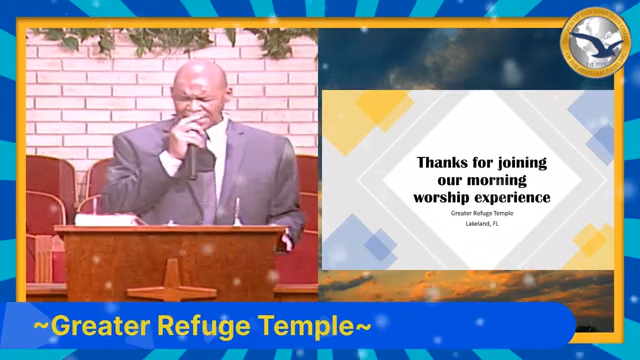 Thanks for joining
our morning
worship experience
Greater Refuge Temple
Lakeland, FL
~Greater Refuge Temple~